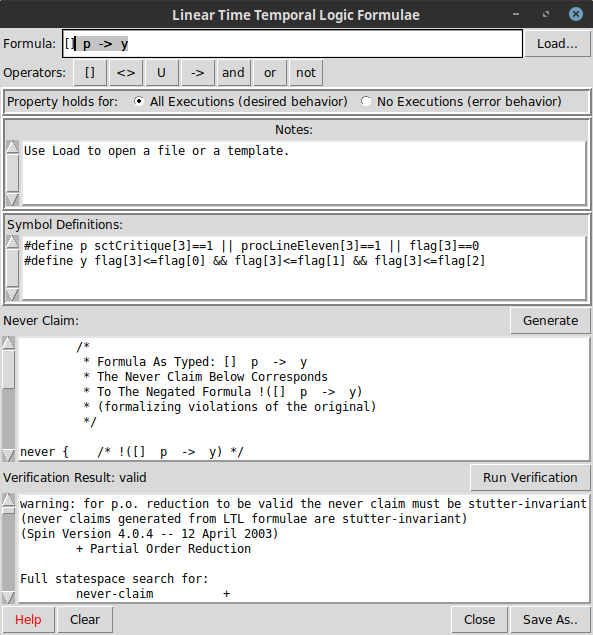 Linear Time Temporal Logic Formulae
Formula: [] p -> y Load...
Operators: [] <> U -> and or not
Property holds for: All Executions (desired behavior) No Executions (error behavior)
Notes:
Use Load to open a file or a template.
Symbol Definitions:
#define p sctCritique[3]==1 || procLineEleven[3]==1 || flag[3]==0
#define y flag[3]<=flag[0] && flag[3]<=flag[1] && flag[3]<=flag[2]
Never Claim: Generate
/*
* Formula As Typed: [] p -> y
* The Never Claim Below Corresponds
* To The Negated Formula !([] p -> y)
* (formalizing violations of the original)
*/
never { /* !([] p -> y) */
Verification Result: valid Run Verification
warning: for p.o. reduction to be valid the never claim must be stutter-invariant
(never claims generated from LTL formulae are stutter-invariant)
(Spin Version 4.0.4 -- 12 April 2003)
+ Partial Order Reduction
Full statespace search for:
never-claim +
Help Clear Close Save As..